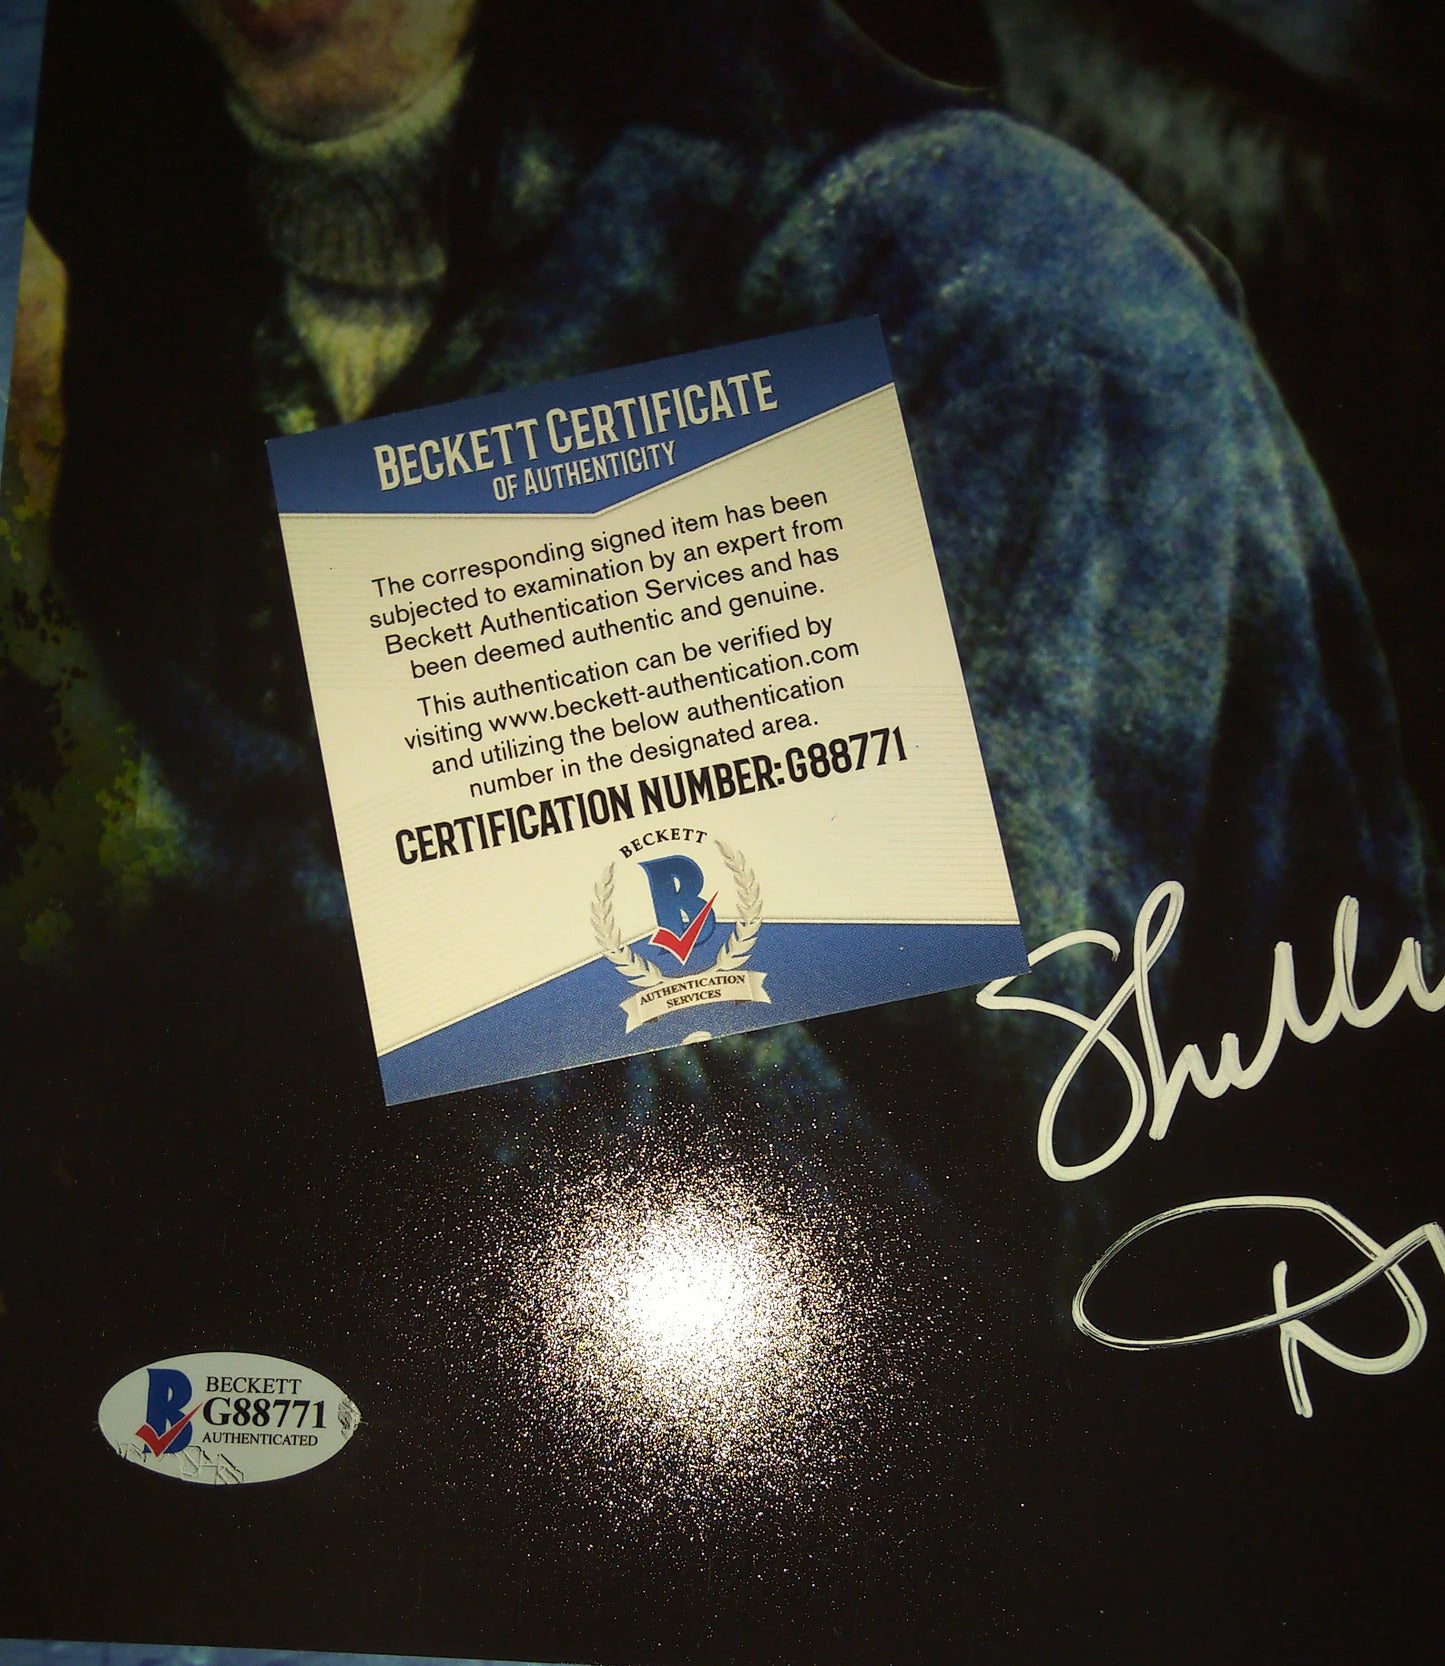 BECKETT CERTIFICATE
OF AUTHENTICITY
The corresponding signed item has been
subjected to examination by an expert from
Beckett Authentication Services and has
been deemed authentic and genuine.
This authentication can be verified by
visiting www.beckett-authentication.com
and utilizing the below authentication
number in the designated area.
CERTIFICATION NUMBER: G88771
BECKETT
B
AUTHENTICATION
SERVICES
B
BECKETT
G88771
AUTHENTICATED